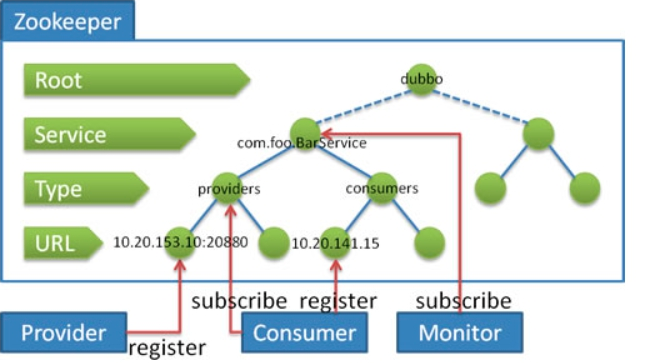 Zookeeper
Root
dubbo
Service
com.foo.BarService
Type
providers
consumers
URL
10.20.153.10:20880
10.20.141.15
subscribe
register
subscribe
Provider
Consumer
Monitor
register